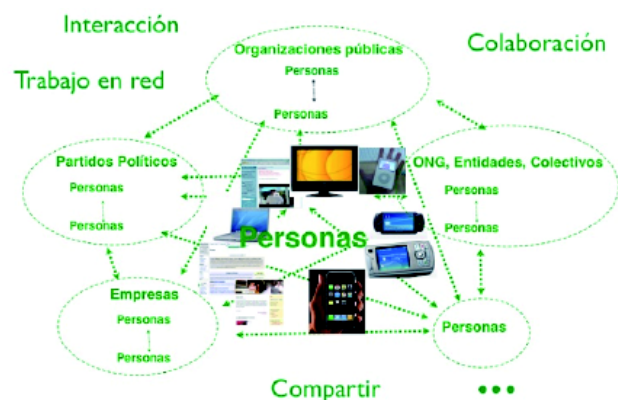 Interacción
Colaboración
Trabajo en red
Organizaciones públicas
Personas
Personas
Partidos Políticos
Personas
Personas
ONG, Entidades, Colectivos
Personas
Personas
Personas
Empresas
Personas
Personas
Personas
Compartir
...